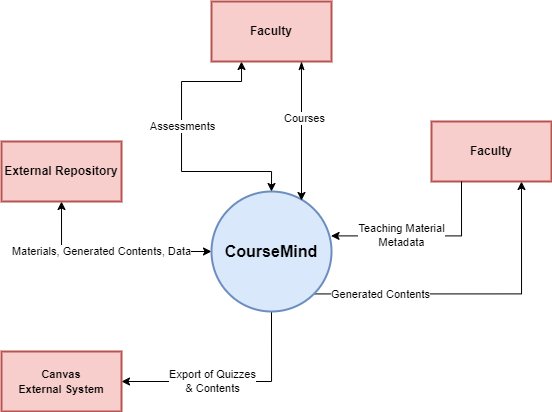 Faculty
Assessments
Courses
External Repository
Faculty
Teaching Material
Metadata
Materials, Generated Contents, Data
CourseMind
Generated Contents
Canvas
External System
Export of Quizzes
& Contents